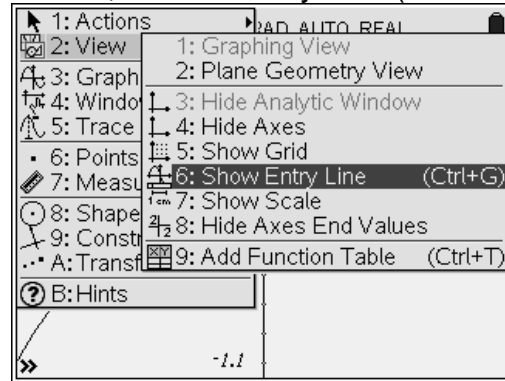 1: Actions
RAD AUTO REAL
2: View
1: Graphing View
2: Plane Geometry View
3: Graph
3: Hide Analytic Window
4: Windo
4: Hide Axes
5: Trace
5: Show Grid
6: Points
6: Show Entry Line (Ctrl+G)
7: Measu
1 cm 7: Show Scale
8: Shape
8: Hide Axes End Values
9: Constr
9: Add Function Table (Ctrl+T)
A: Transf
B: Hints
-1.1